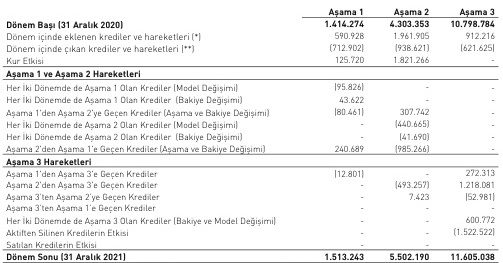 Aşama 1 Aşama 2 Aşama 3
Dönem Başı (31 Aralık 2020) 1.414.274 4.303.353 10.798.784
Dönem içinde eklenen krediler ve hareketleri (*) 590.928 1.961.905 912.216
Dönem içinde çıkan krediler ve hareketleri (**) (712.902) (938.621) (621.625)
Kur Etkisi 125.720 1.821.266 -
Aşama 1 ve Aşama 2 Hareketleri
Her İki Dönemde de Aşama 1 Olan Krediler (Model Değişimi) (95.826) - -
Her İki Dönemde de Aşama 1 Olan Krediler (Bakiye Değişimi) 43.622 - -
Aşama 1'den Aşama 2'ye Geçen Krediler (Aşama ve Bakiye Değişimi) (80.461) 307.742 -
Her İki Dönemde de Aşama 2 Olan Krediler (Model Değişimi) - (440.665) -
Her İki Dönemde de Aşama 2 Olan Krediler (Bakiye Değişimi) - (41.690) -
Aşama 2'den Aşama 1'e Geçen Krediler (Aşama ve Bakiye Değişimi) 240.689 (985.266) -
Aşama 3 Hareketleri
Aşama 1'den Aşama 3'e Geçen Krediler (12.801) - 272.313
Aşama 2'den Aşama 3'e Geçen Krediler - (493.257) 1.218.081
Aşama 3'ten Aşama 2'ye Geçen Krediler - 7.423 (52.981)
Aşama 3'ten Aşama 1'e Geçen Krediler - - -
Her İki Dönemde de Aşama 3 Olan Krediler (Bakiye ve Model Değişimi) - - 600.772
Aktiften Silinen Kredilerin Etkisi - - (1.522.522)
Satılan Kredilerin Etkisi - - -
Dönem Sonu (31 Aralık 2021) 1.513.243 5.502.190 11.605.038